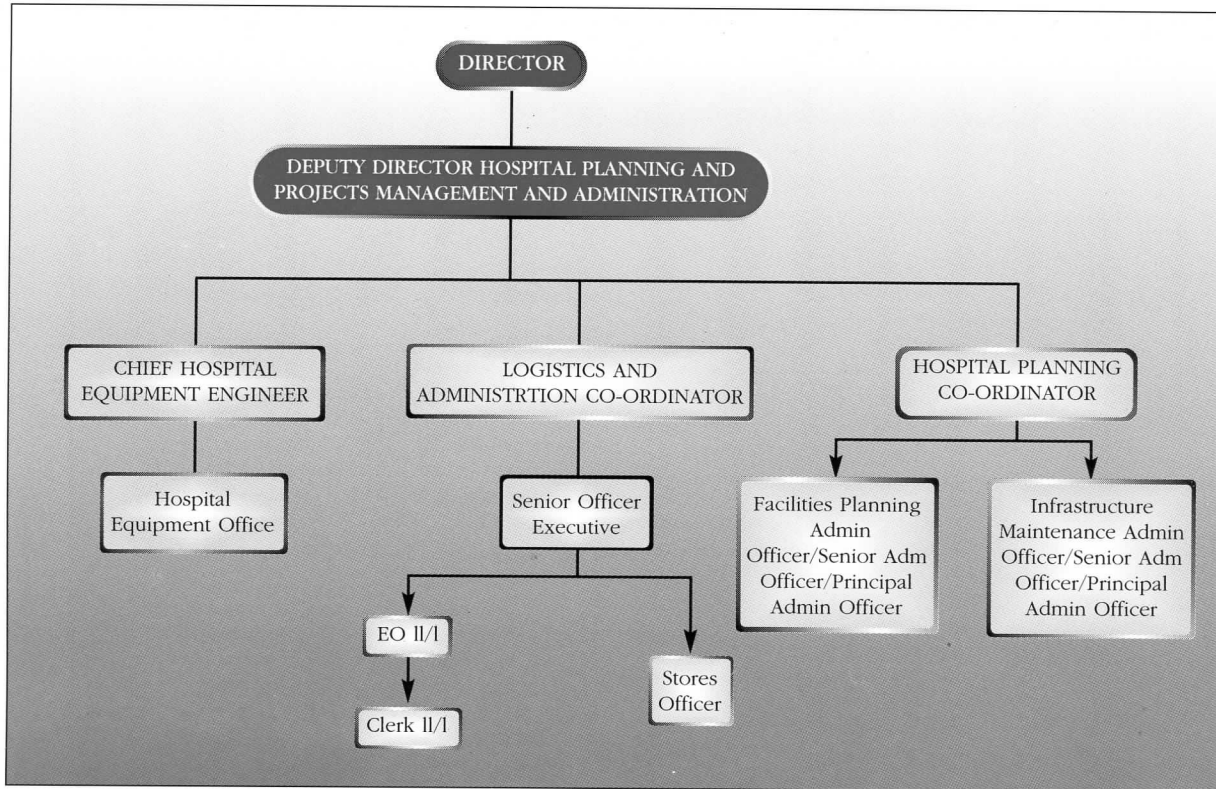 DIRECTOR
DEPUTY DIRECTOR HOSPITAL PLANNING AND
PROJECTS MANAGEMENT AND ADMINISTRATION
CHIEF HOSPITAL
EQUIPMENT ENGINEER
LOGISTICS AND
ADMINISTRTION CO-ORDINATOR
HOSPITAL PLANNING
CO-ORDINATOR
Hospital
Equipment Office
Senior Officer
Executive
Facilities Planning
Admin
Officer/Senior Adm
Officer/Principal
Admin Officer
Infrastructure
Maintenance Admin
Officer/Senior Adm
Officer/Principal
Admin Officer
EO ll/l
Stores
Officer
Clerk ll/l